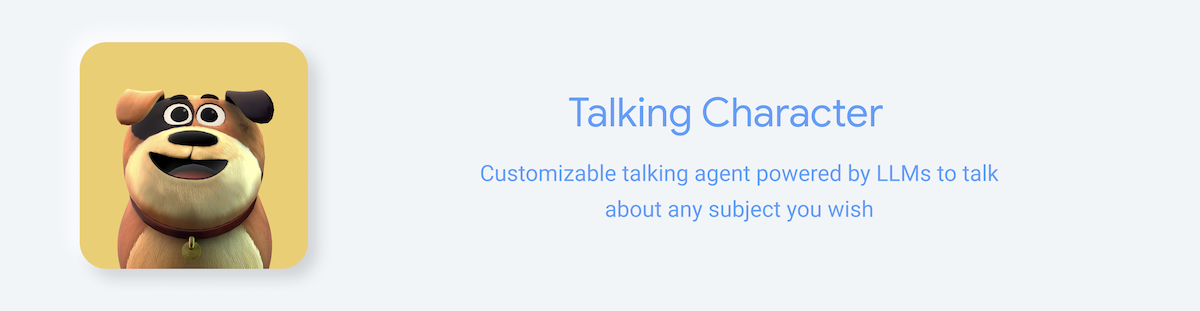 Talking Character
Customizable talking agent powered by LLMs to talk
about any subject you wish